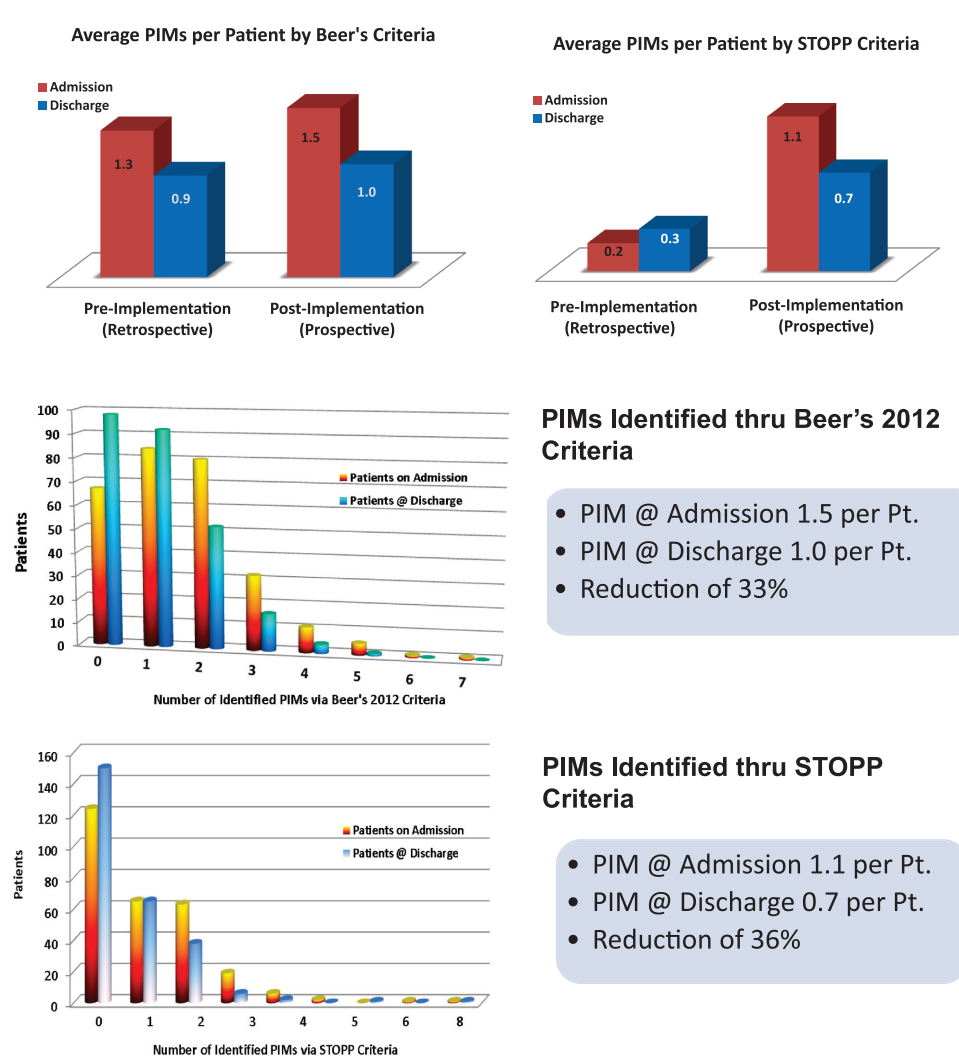 Average PIMs per Patient by Beer's Criteria
Admission
Discharge
1.3
0.9
1.5
1.0
Pre-Implementation
(Retrospective)
Post-Implementation
(Prospective)
Average PIMs per Patient by STOPP Criteria
Admission
Discharge
0.2
0.3
1.1
0.7
Pre-Implementation
(Retrospective)
Post-Implementation
(Prospective)
100
90
80
70
60
50
40
30
20
10
0
Patients
Patients on Admission
Patients @ Discharge
0 1 2 3 4 5 6 7
Number of Identified PIMs via Beer's 2012 Criteria
PIMs Identified thru Beer’s 2012
Criteria
• PIM @ Admission 1.5 per Pt.
• PIM @ Discharge 1.0 per Pt.
• Reduction of 33%
160
140
120
100
80
60
40
20
0
Patients
Patients on Admission
Patients @ Discharge
0 1 2 3 4 5 6 8
Number of Identified PIMs via STOPP Criteria
PIMs Identified thru STOPP
Criteria
• PIM @ Admission 1.1 per Pt.
• PIM @ Discharge 0.7 per Pt.
• Reduction of 36%